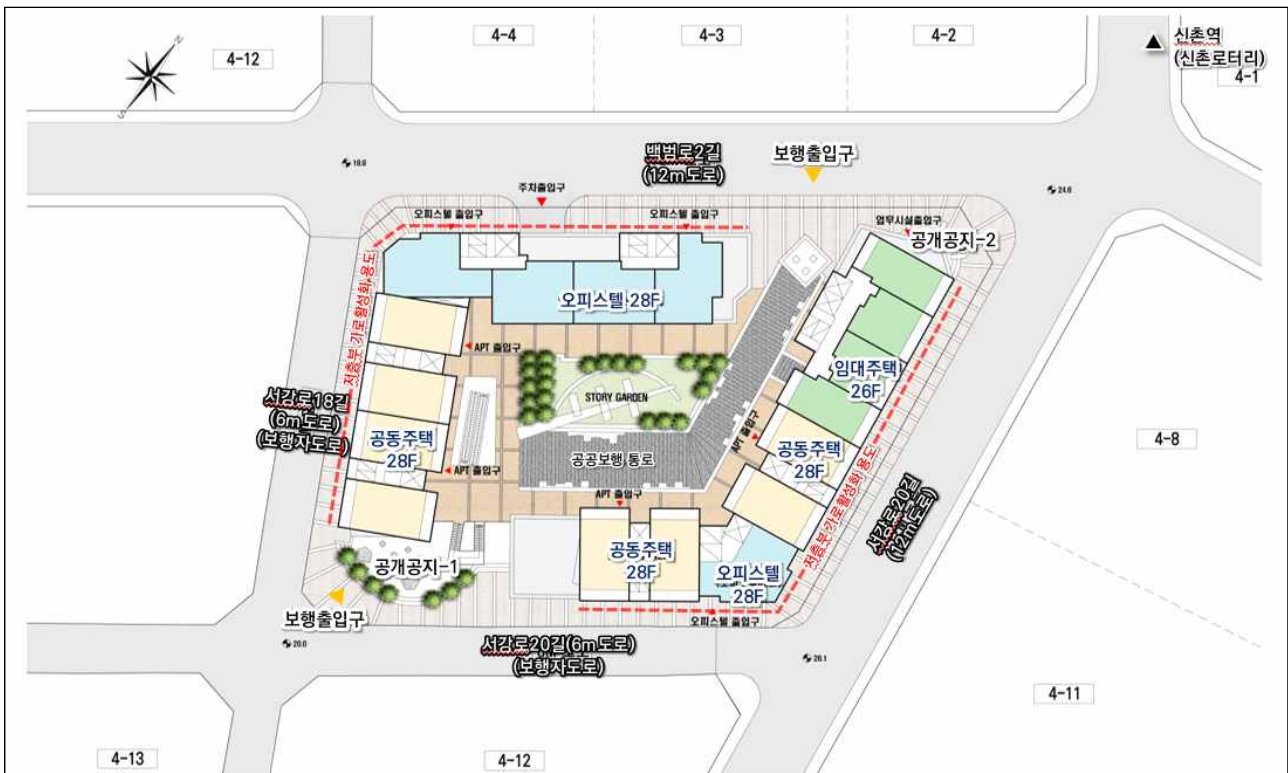 4-4
4-3
4-2
신촌역
(신촌로터리)
4-1
4-12
N
S
백범로2길
(12m도로)
보행출입구
19.8
24.6
주차출입구
오피스텔 출입구
오피스텔 출입구
업무시설출입구
공개공지-2
저층부 가로활성화 용도
오피스텔 28F
APT 출입구
임대주택
26F
STORY GARDEN
서강로18길
(6m도로)
(보행자도로)
공동주택
28F
APT 출입구
공공보행 통로
APT 출입구
공동주택
28F
4-8
APT 출입구
저층부 가로활성화 용도
서강로20길
(12m도로)
공동주택
28F
오피스텔
28F
공개공지-1
보행출입구
오피스텔 출입구
26.0
서강로20길(6m도로)
(보행자도로)
26.1
4-11
4-13
4-12